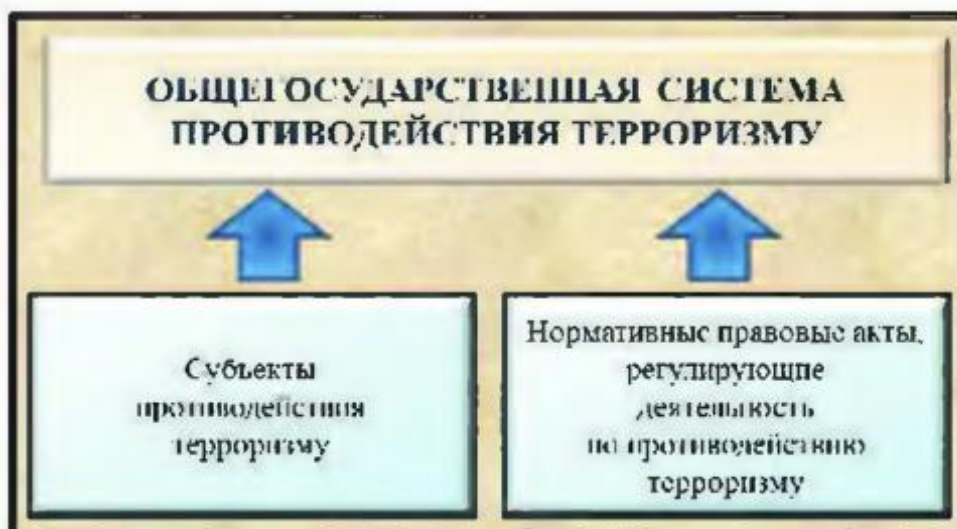 ОБЩЕГОСУДАРСТВЕННАЯ СИСТЕМА
ПРОТИВОДЕЙСТВИЯ ТЕРРОРИЗМУ
Субъекты
противодействия
терроризму
Нормативные правовые акты,
регулирующие
деятельность
по противодействию
терроризму